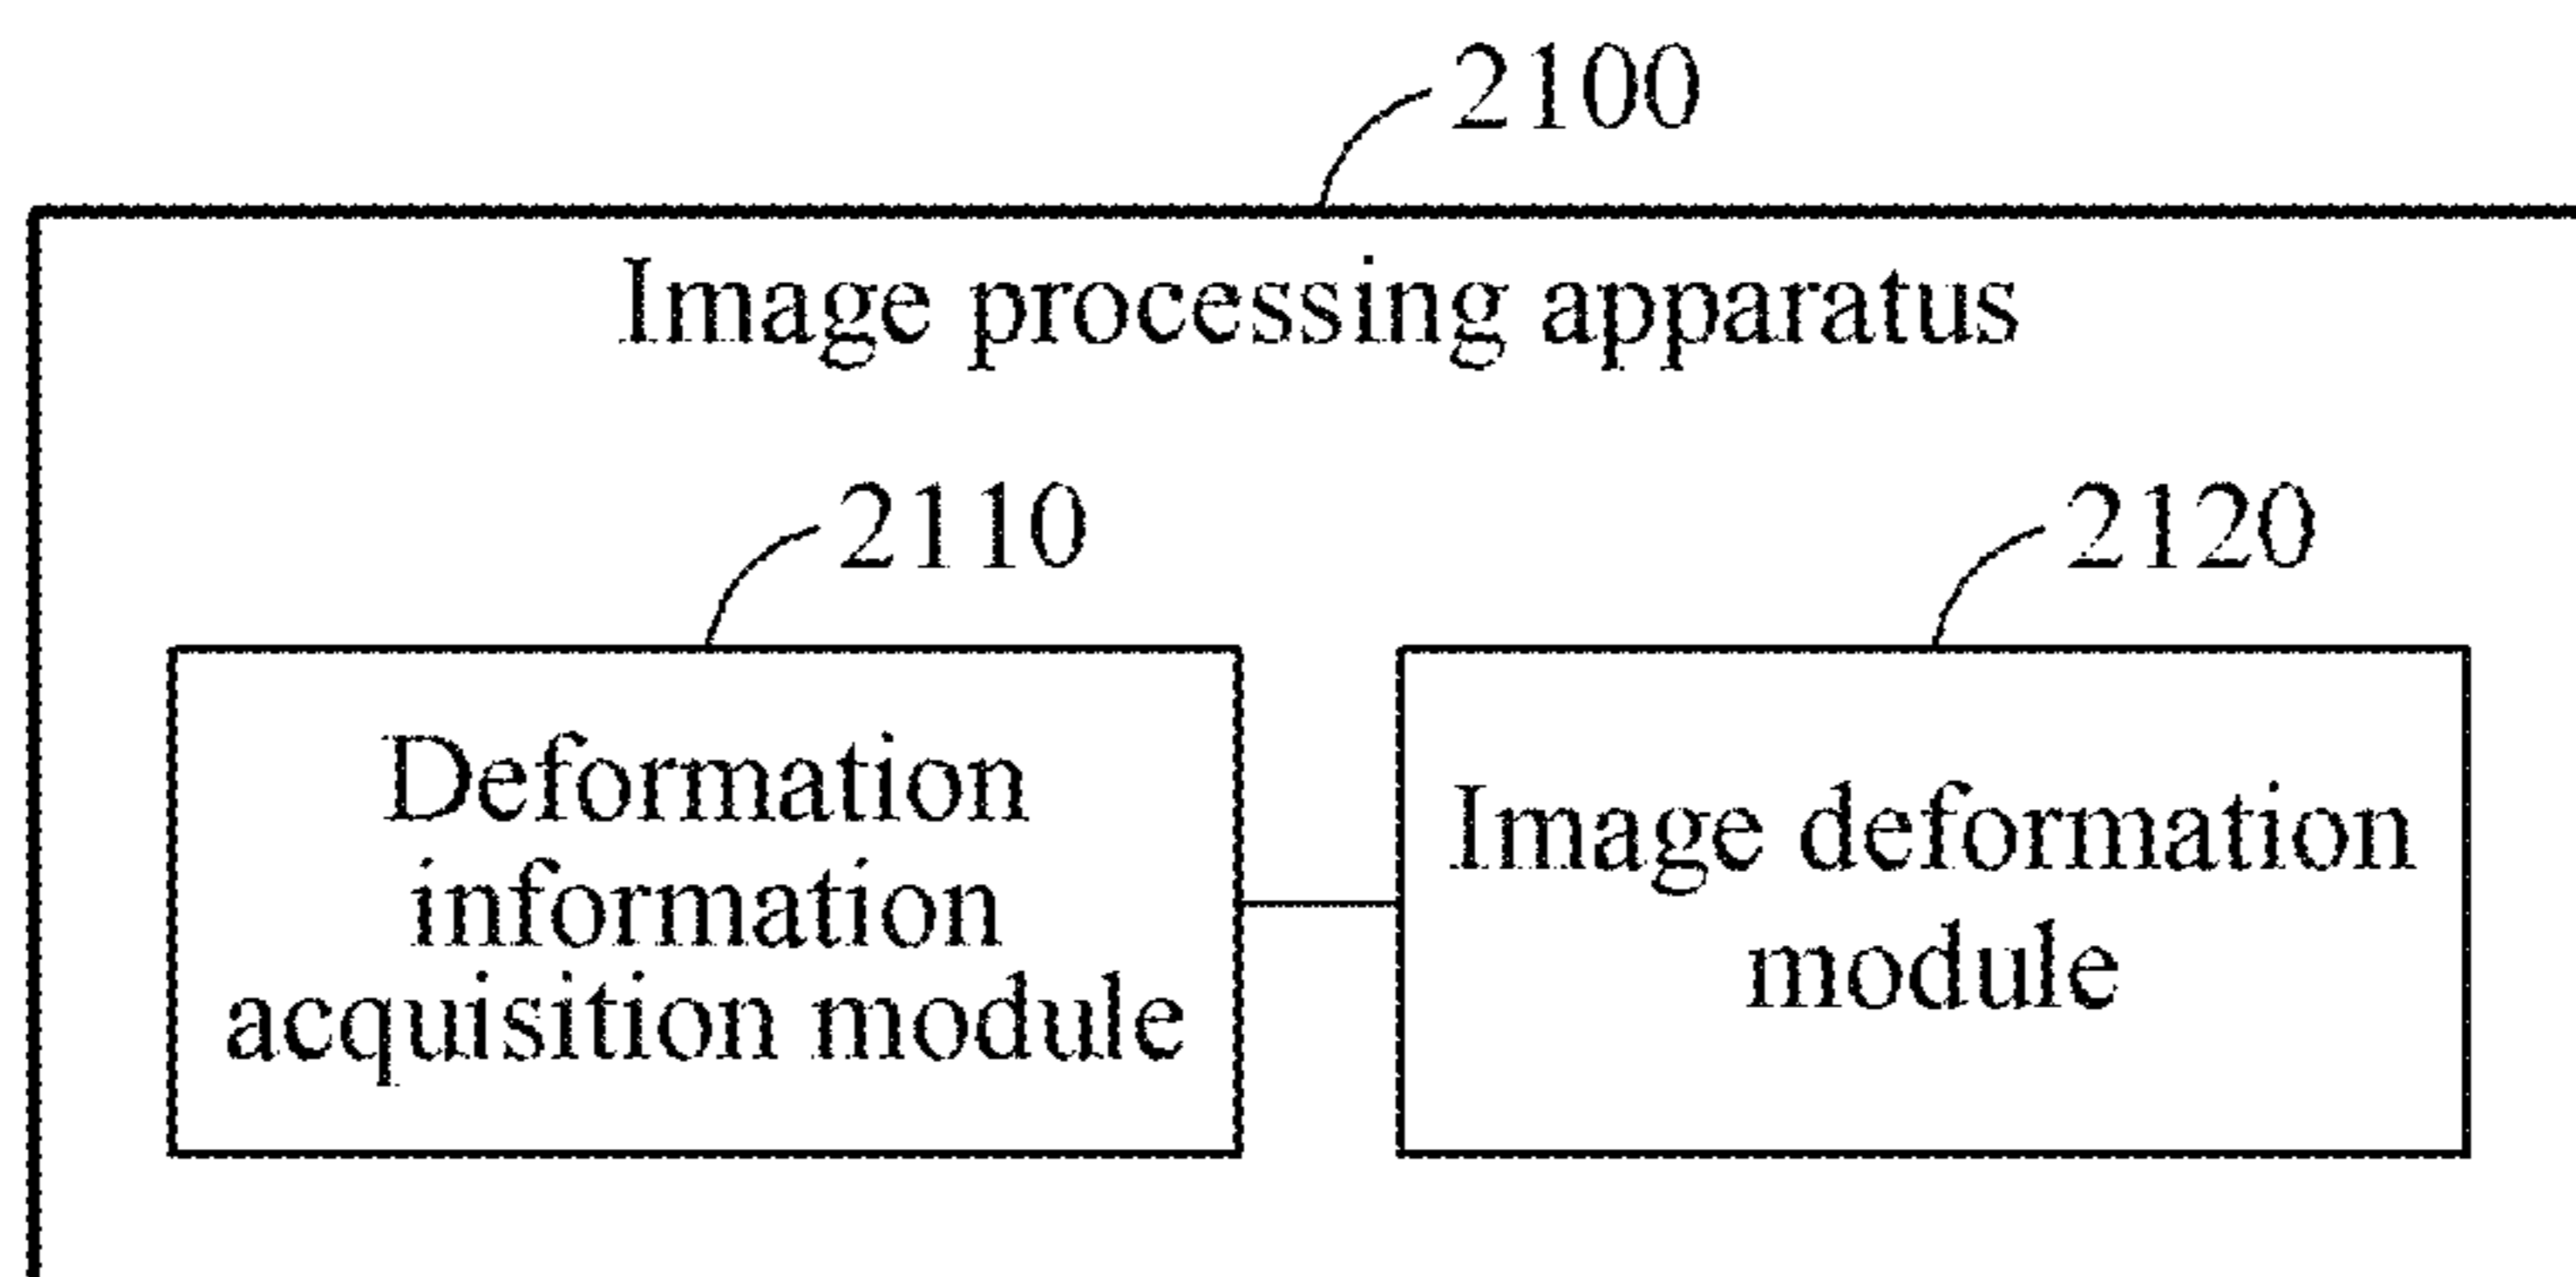 2100
Image processing apparatus
2110
2120
Deformation
information
acquisition module
Image deformation
module